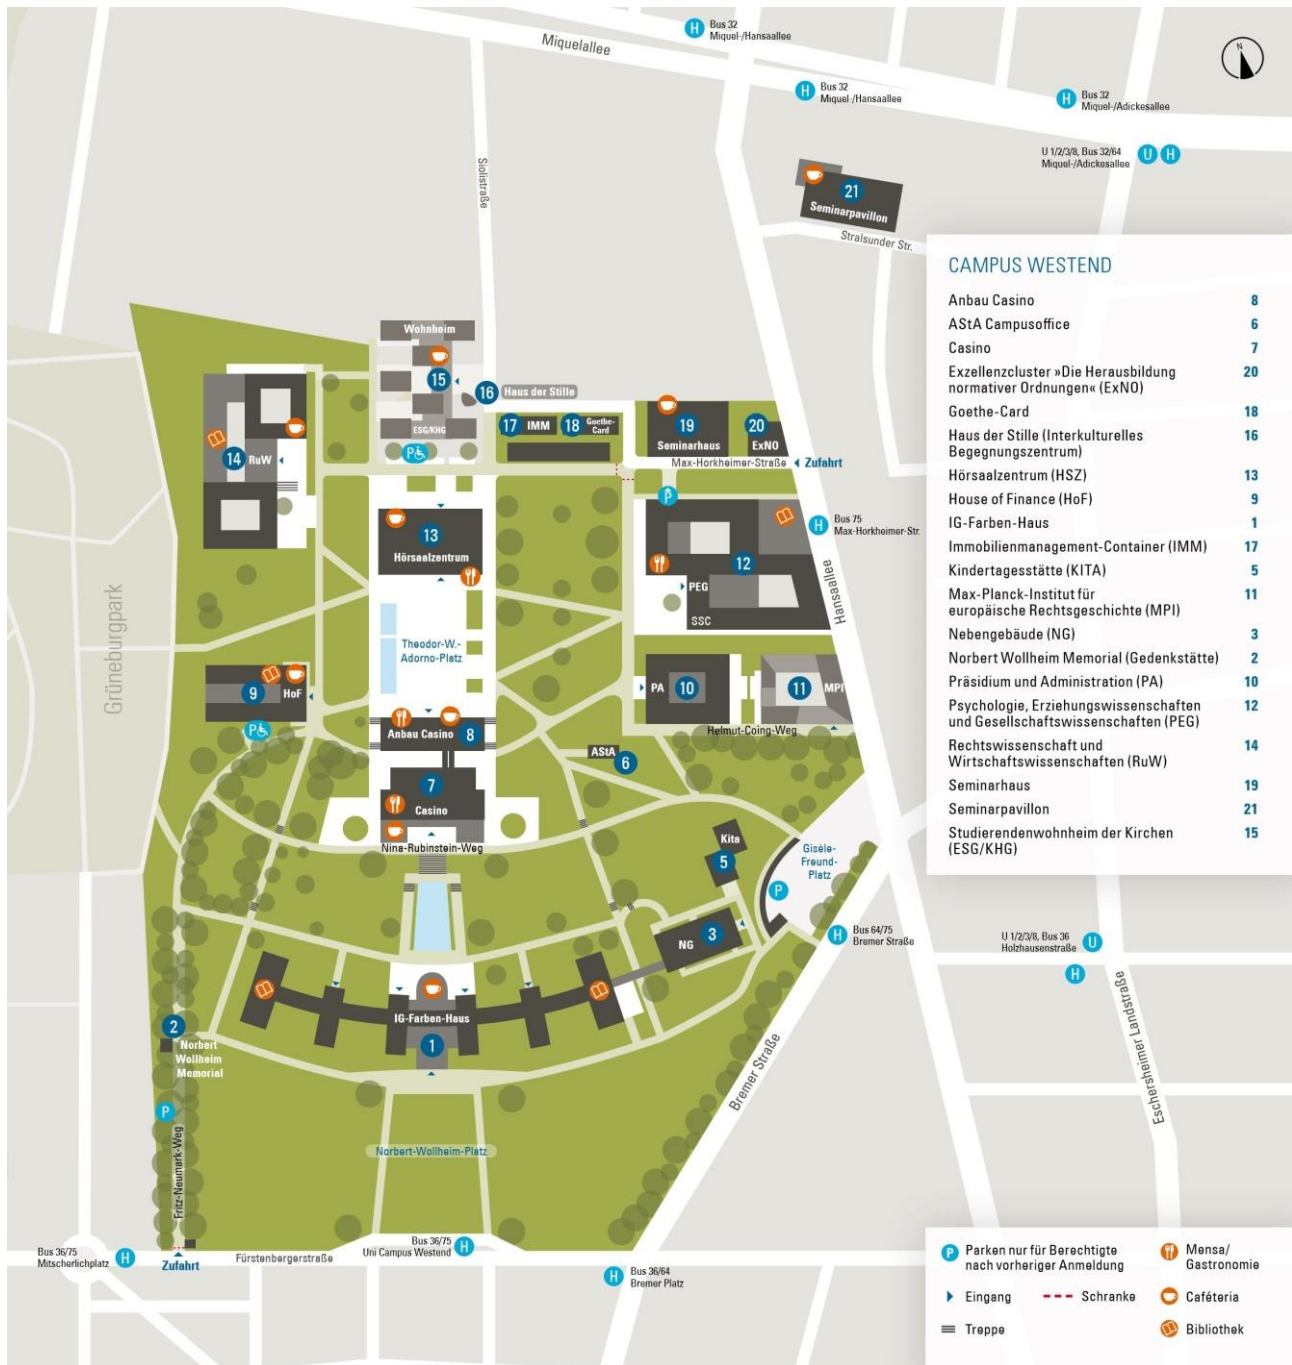 Bus 32
Miquel-/Hansaallee
Miquelallee
N
Bus 32
Miquel-/Hansaallee
H
Bus 32
Miquel-/Adickesallee
H
H
U 1/2/3/8, Bus 32/64
Miquel-/Adickesallee
U H
Siolistraße
21
Seminarpavillon
Stralsunder Str.
CAMPUS WESTEND
Anbau Casino 8
AStA Campusoffice 6
Casino 7
Exzellenzcluster »Die Herausbildung 20
normativer Ordnungen« (ExNO)
Goethe-Card 18
Haus der Stille (Interkulturelles 16
Begegnungszentrum)
Hörsaalzentrum (HSZ) 13
House of Finance (HoF) 9
IG-Farben-Haus 1
Immobilienmanagement-Container (IMM) 17
Kindertagesstätte (KITA) 5
Max-Planck-Institut für 11
europäische Rechtsgeschichte (MPI)
Nebengebäude (NG) 3
Norbert Wollheim Memorial (Gedenkstätte) 2
Präsidium und Administration (PA) 10
Psychologie, Erziehungswissenschaften 12
und Gesellschaftswissenschaften (PEG)
Rechtswissenschaft und 14
Wirtschaftswissenschaften (RuW)
Seminarhaus 19
Seminarpavillon 21
Studierendenwohnheim der Kirchen 15
(ESG/KHG)
Wohnheim
15
16 Haus der Stille
ESG/KHG
P
17 IMM
18 Goethe-
Card
19
Seminarhaus
20
ExNO
Max-Horkheimer-Straße
Zufahrt
14 RuW
P
H
Bus 75
Max-Horkheimer-Str.
13
Hörsaalzentrum
12
PEG
SSC
Hansaallee
Grüneburgpark
Theodor-W.-
Adorno-Platz
9 HoF
P
PA 10
11 MPI
Helmut-Coing-Weg
Anbau Casino 8
AStA
6
7
Casino
Nina-Rubinstein-Weg
Kita
5
Gisèle-
Freund-
Platz
P
NG 3
H
Bus 64/75
Bremer Straße
U 1/2/3/8, Bus 36
Holzhausenstraße
U
H
IG-Farben-Haus
1
2
Norbert
Wollheim
Memorial
P
Fritz-Neumark-Weg
Bremer Straße
Eschersheimer Landstraße
Norbert-Wollheim-Platz
Bus 36/75
Mitscherlichplatz
H
Zufahrt
Fürstenbergerstraße
Bus 36/75
Uni Campus Westend
H
H
Bus 36/64
Bremer Platz
P Parken nur für Berechtigte
nach vorheriger Anmeldung
Eingang
Schranke
Treppe
Mensa/
Gastronomie
Caféteria
Bibliothek